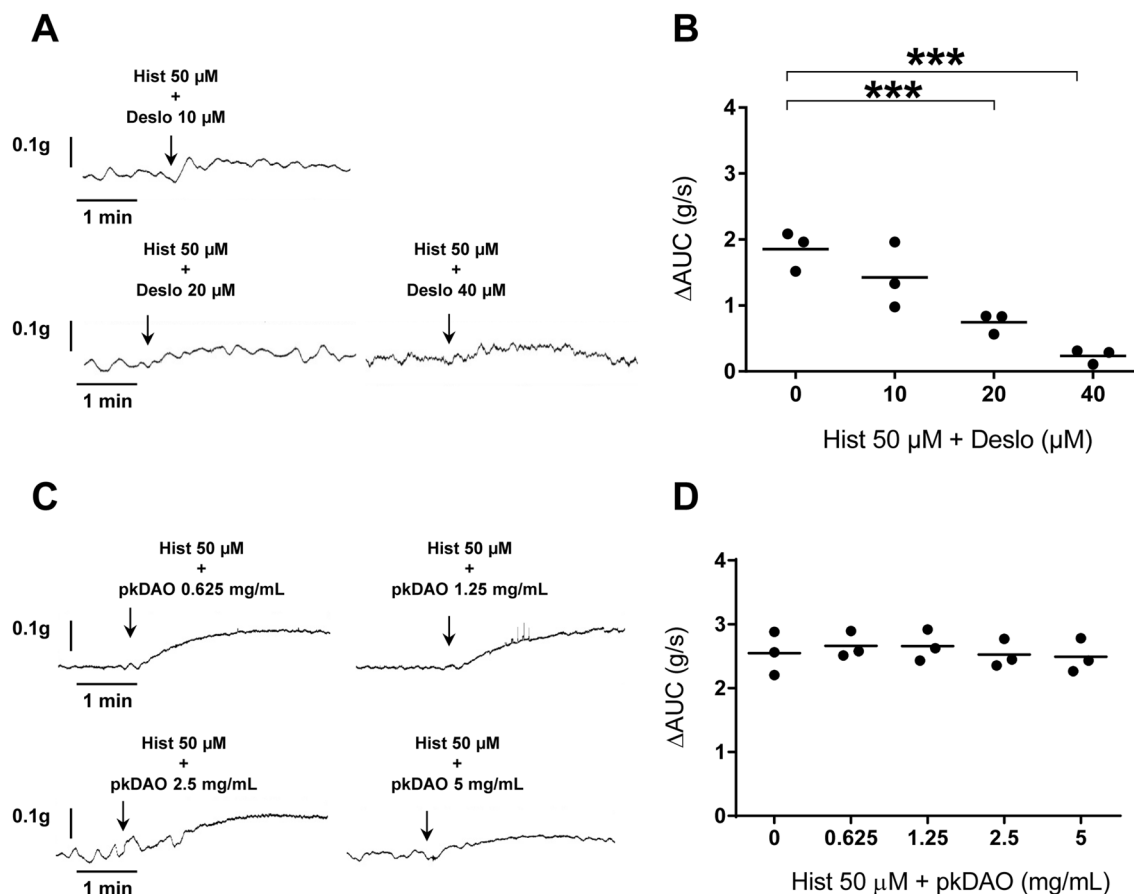 A
Hist 50 µM
+
Deslo 10 µM
0.1g
1 min
Hist 50 µM
+
Deslo 20 µM
Hist 50 µM
+
Deslo 40 µM
0.1g
1 min
B
***
***
4
3
2
1
0
ΔAUC (g/s)
0 10 20 40
Hist 50 µM + Deslo (µM)
C
Hist 50 µM
+
pkDAO 0.625 mg/mL
Hist 50 µM
+
pkDAO 1.25 mg/mL
0.1g
1 min
Hist 50 µM
+
pkDAO 2.5 mg/mL
Hist 50 µM
+
pkDAO 5 mg/mL
0.1g
1 min
D
4
3
2
1
0
ΔAUC (g/s)
0 0.625 1.25 2.5 5
Hist 50 µM + pkDAO (mg/mL)